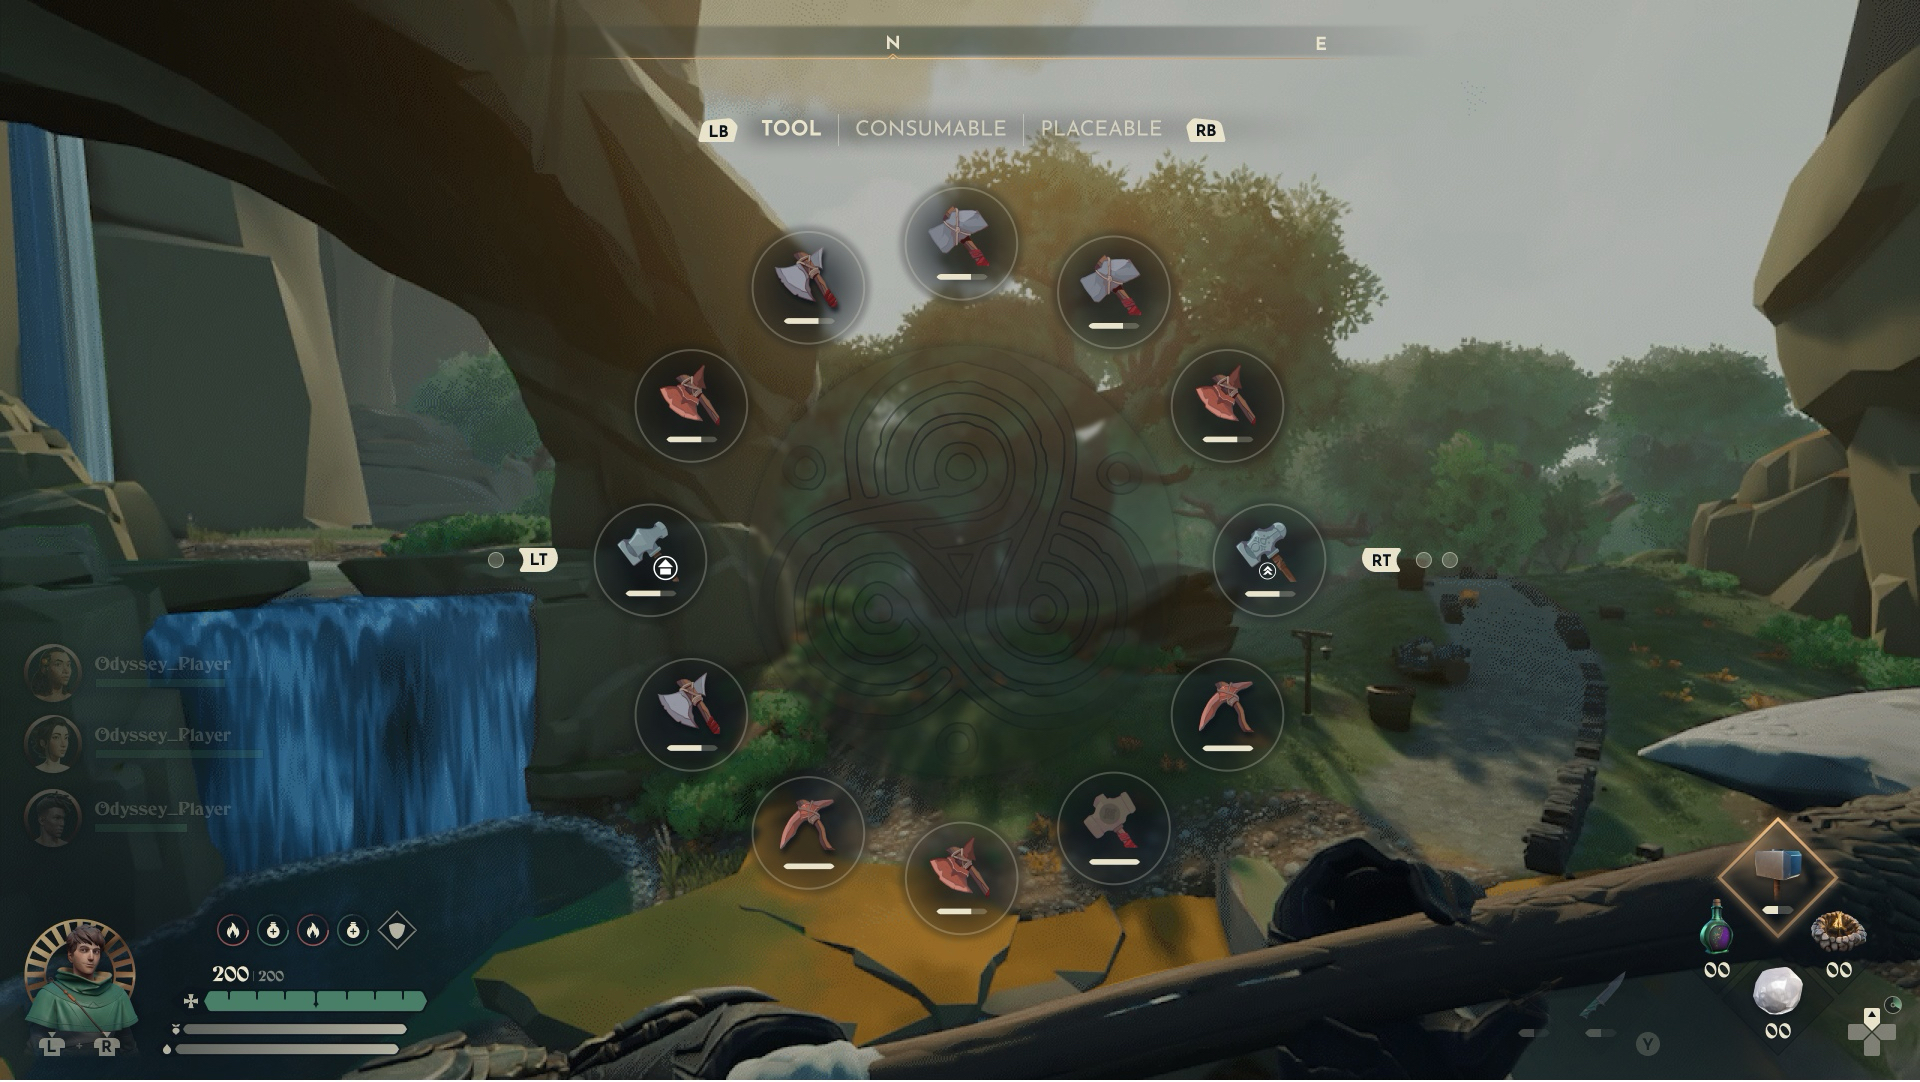 N E
LB TOOL CONSUMABLE PLACEABLE RB
LT RT
Odyssey_Player
Odyssey_Player
Odyssey_Player
200 200
L + R
00 00
00
Y